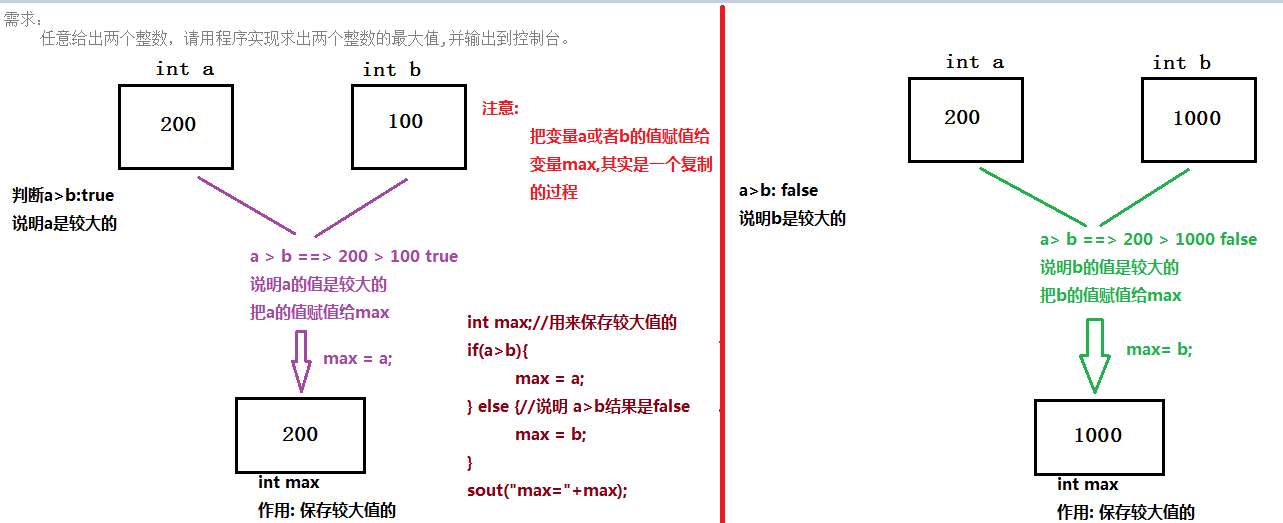 需求:
任意给出两个整数，请用程序实现求出两个整数的最大值,并输出到控制台。
int a
int b
200
100
注意:
把变量a或者b的值赋值给
变量max,其实是一个复制
的过程
判断a>b:true
说明a是较大的
a > b ==> 200 > 100 true
说明a的值是较大的
把a的值赋值给max
max = a;
200
int max
作用: 保存较大值的
int max;//用来保存较大值的
if(a>b){
max = a;
} else {//说明 a>b结果是false
max = b;
}
sout("max="+max);
int a
int b
200
1000
a>b: false
说明b是较大的
a> b ==> 200 > 1000 false
说明b的值是较大的
把b的值赋值给max
max= b;
1000
int max
作用: 保存较大值的